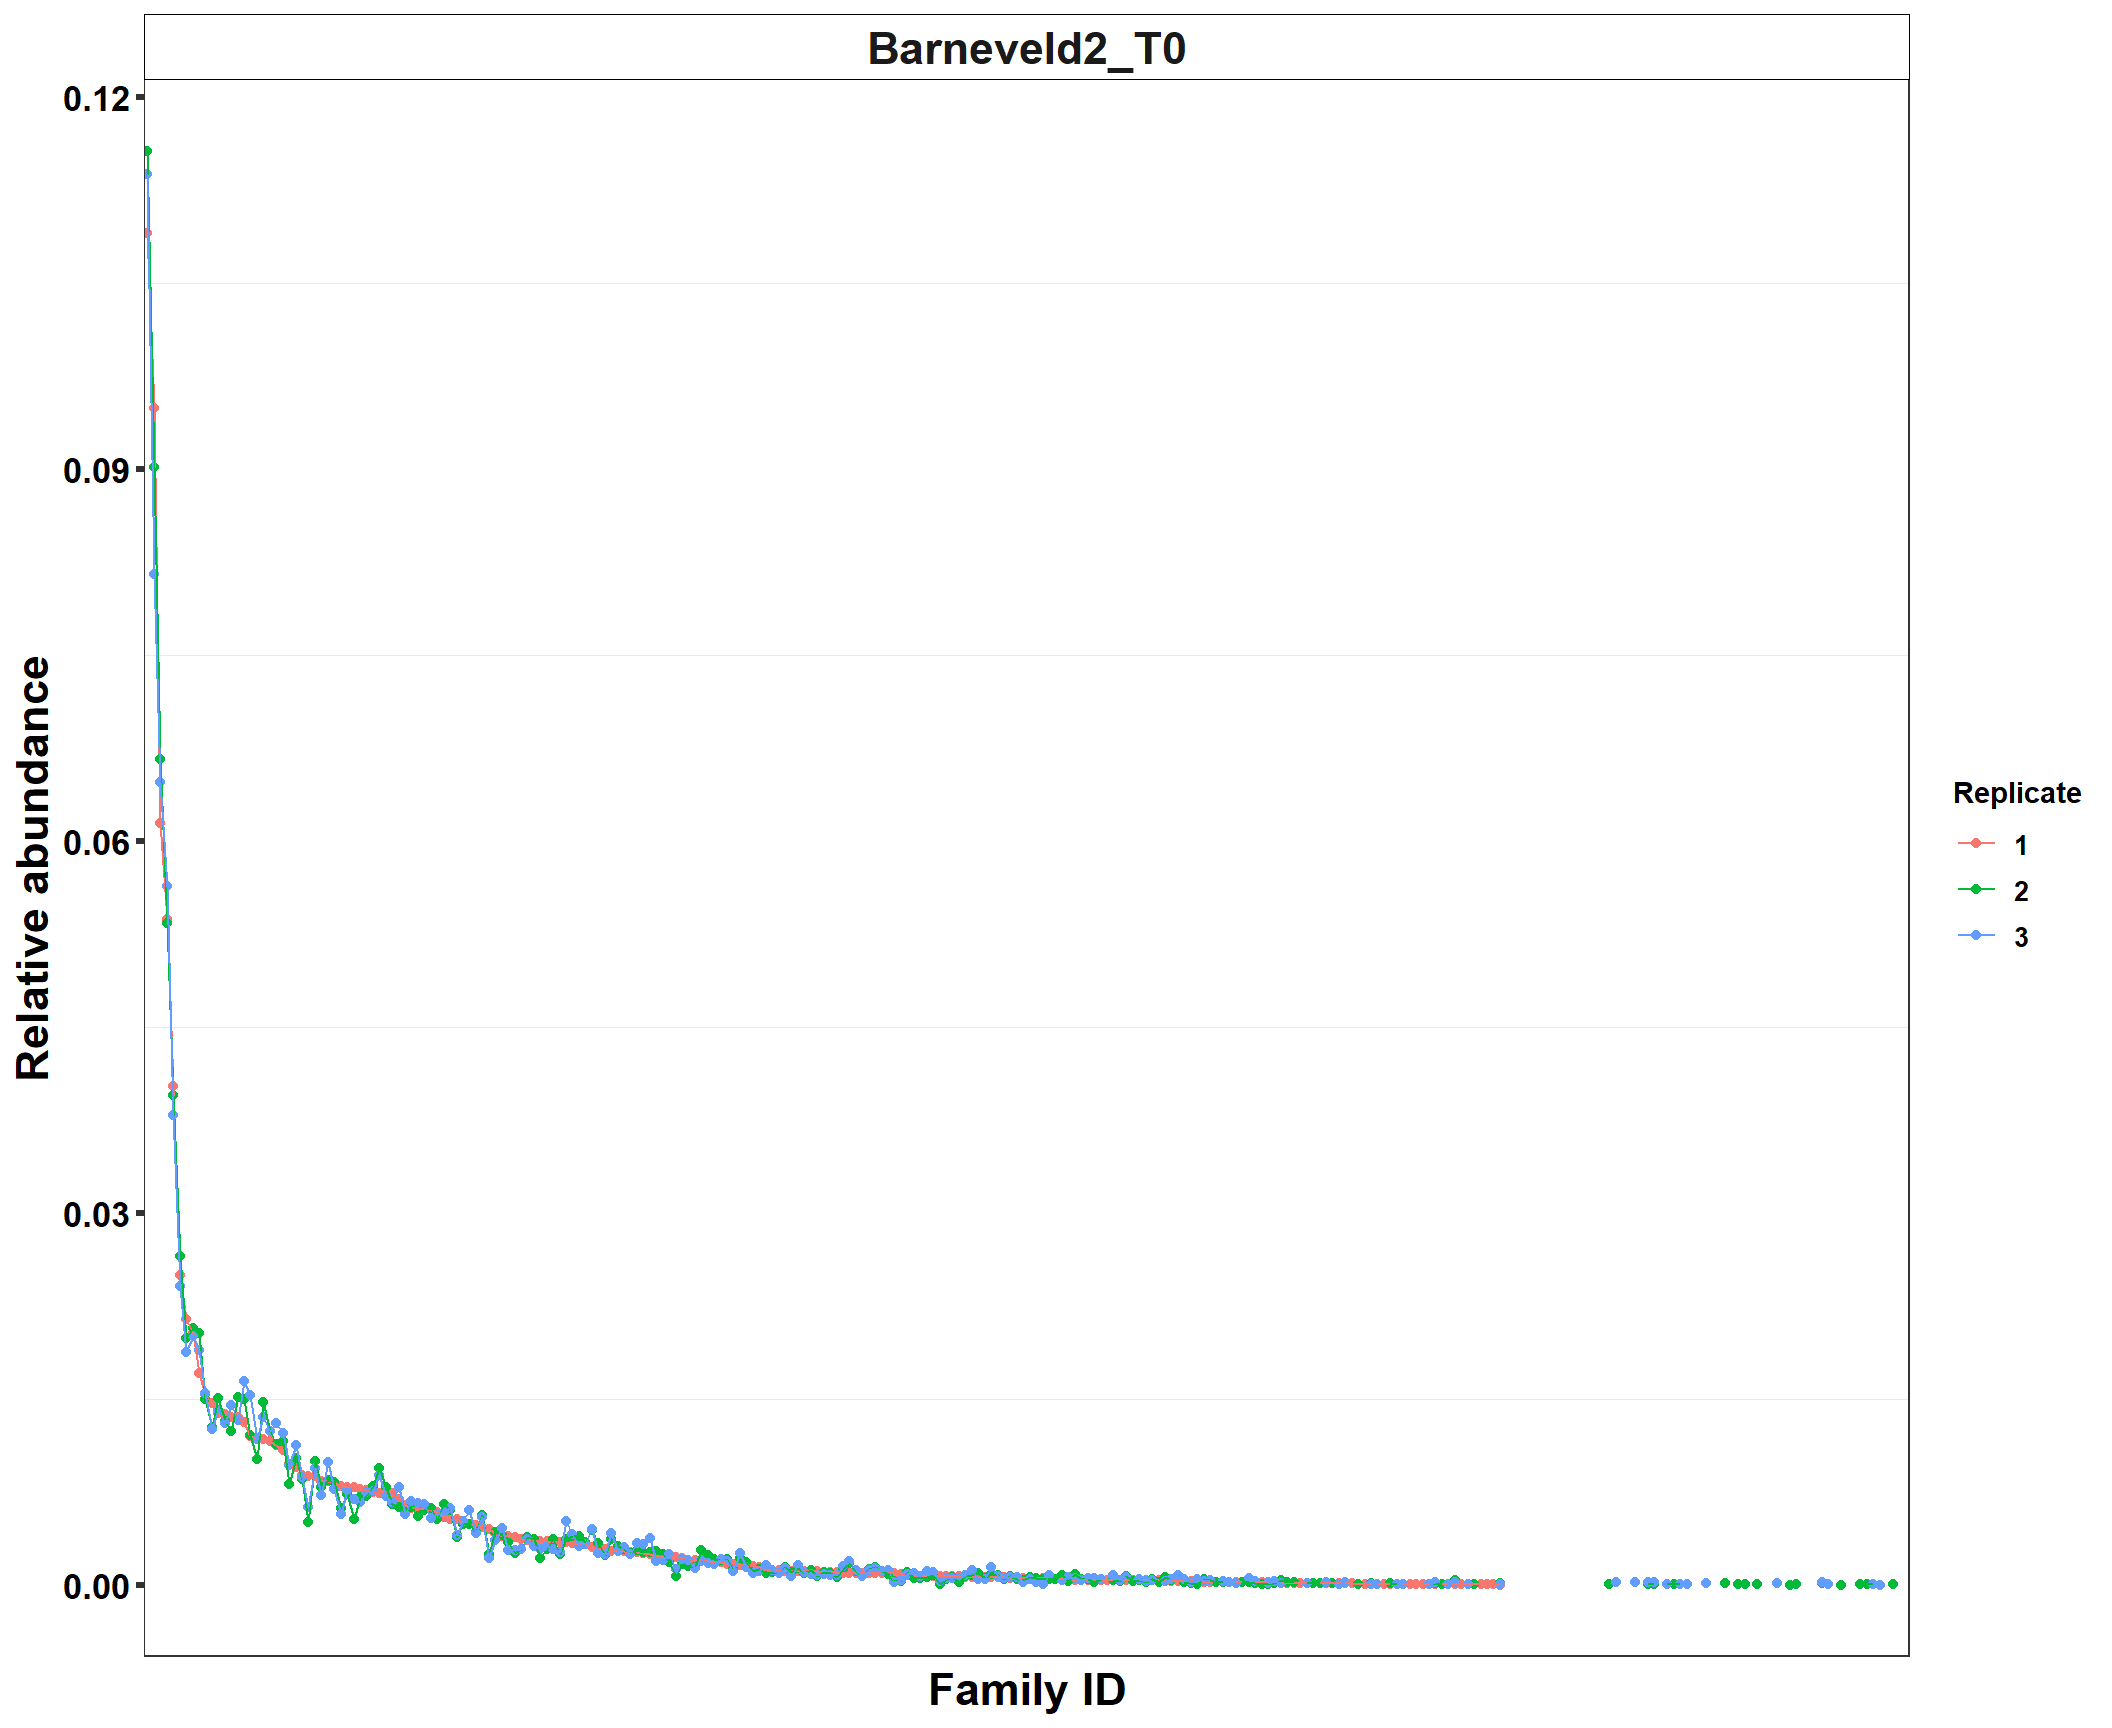 Barneveld2_T0
0.12
0.09
0.06
0.03
0.00
Relative abundance
Family ID
Replicate
1
2
3